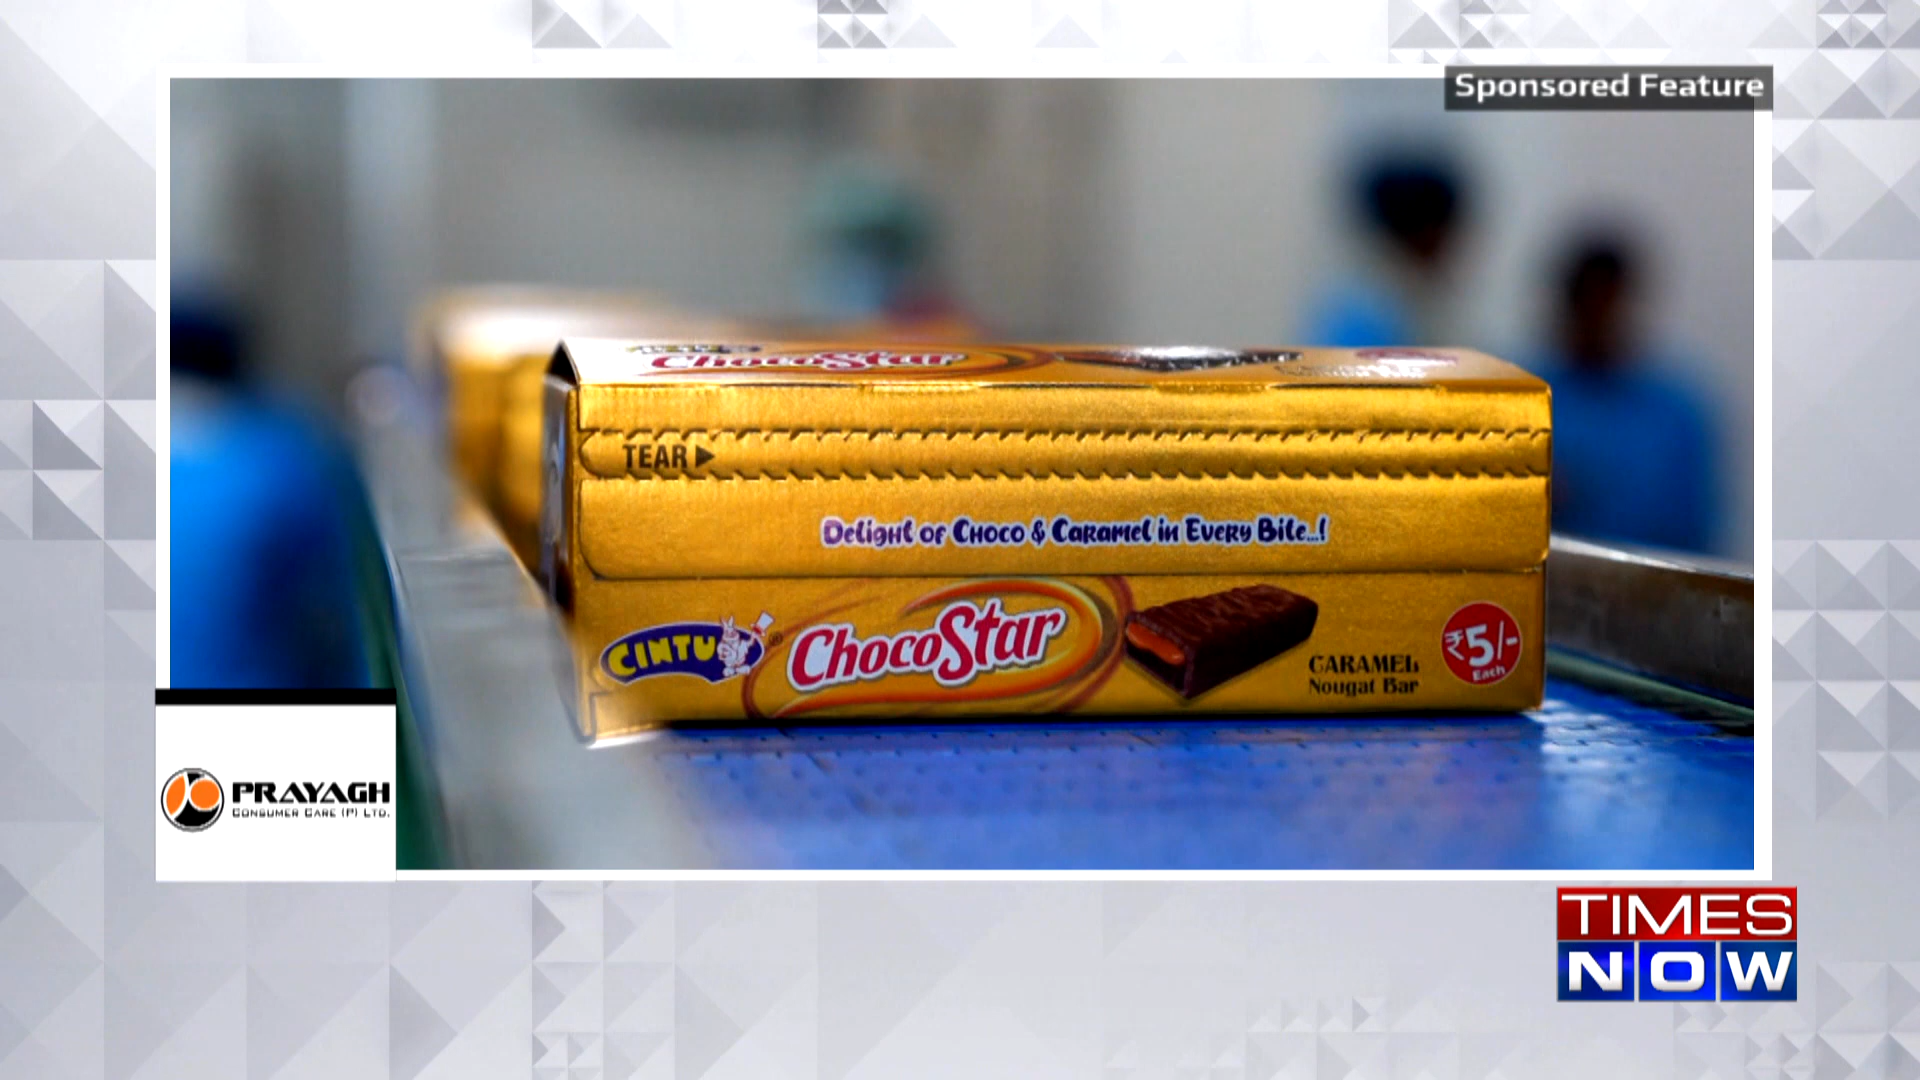 Sponsored Feature
ChocoStar
TEAR
Delight of Choco & Caramel in Every Bite..!
CINTU®
ChocoStar
CARAMEL
Nougat Bar
₹5/-
Each
PRAYAGH
CONSUMER CARE (P) LTD.
TIMES
NOW